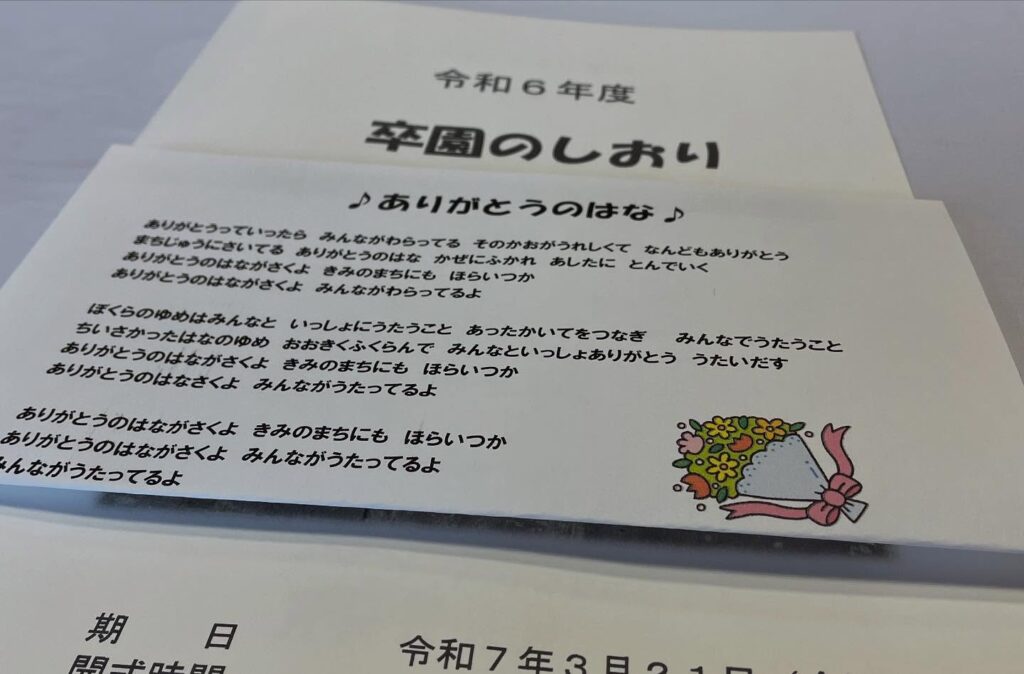 令和６年度
卒園のしおり
♪ありがとうのはな♪
ありがとうっていったら　みんながわらってる　そのかおがうれしくて　なんどもありがとう
まちじゅうにさいてる　ありがとうのはな　かぜにふかれ　あしたに　とんでいく
ありがとうのはながさくよ　きみのまちにも　ほらいつか
ありがとうのはながさくよ　みんながわらってるよ
ぼくらのゆめはみんなと　いっしょにうたうこと　あったかいてをつなぎ　みんなでうたうこと
ちいさかったはなのゆめ　おおきくふくらんで　みんなといっしょありがとう　うたいだす
ありがとうのはながさくよ　きみのまちにも　ほらいつか
ありがとうのはなさくよ　みんながうたってるよ
ありがとうのはながさくよ　きみのまちにも　ほらいつか
ありがとうのはながさくよ　みんながうたってるよ
みんながうたってるよ
期　日　令和７年３月２１日（
開式時間